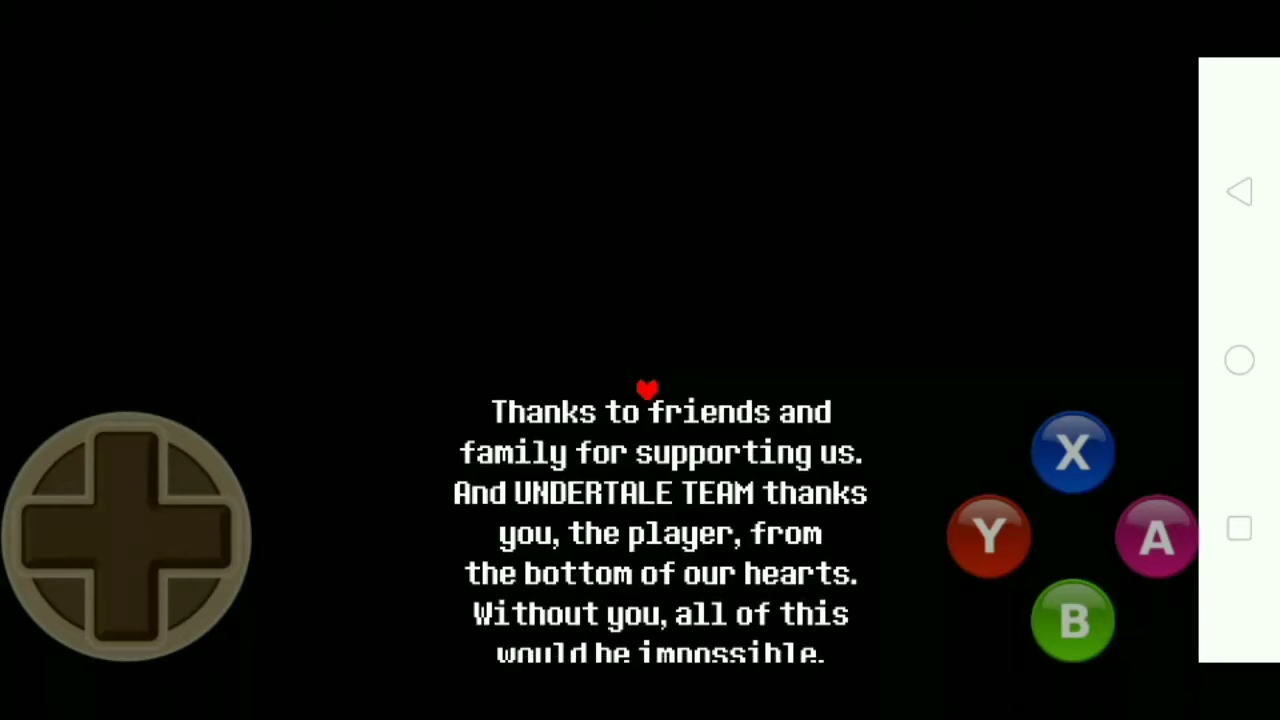 Thanks to friends and
family for supporting us.
And UNDERTALE TEAM thanks
you, the player, from
the bottom of our hearts.
Without you, all of this
would be impossible.
X
Y
A
B